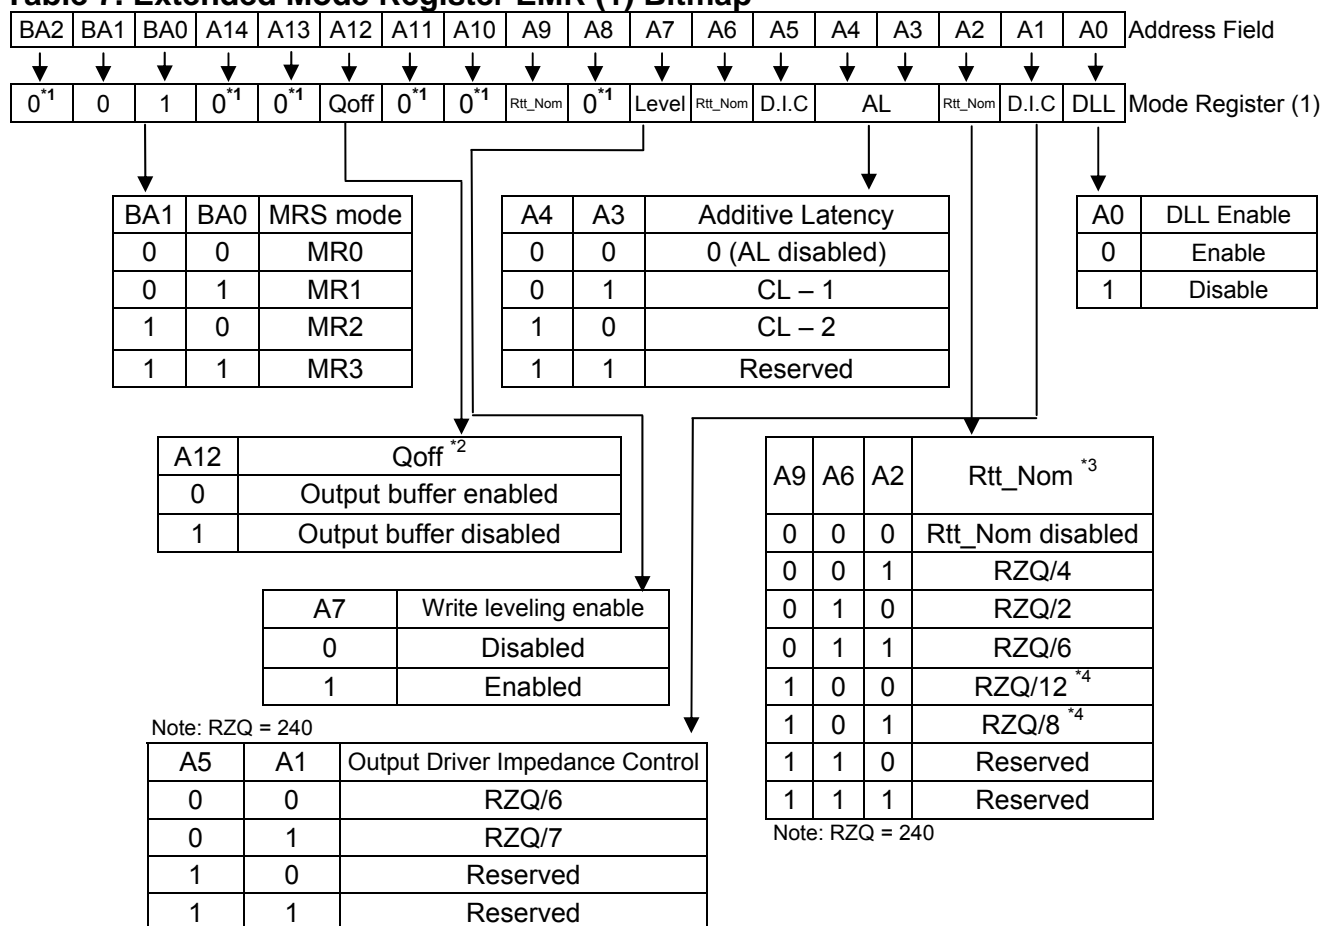 Table 7. Extended Mode Register EMR (1) Bitmap
BA2 BA1 BA0 A14 A13 A12 A11 A10 A9 A8 A7 A6 A5 A4 A3 A2 A1 A0 Address Field
0*1 0 1 0*1 0*1 Qoff 0*1 0*1 Rtt_Nom 0*1 Level Rtt_Nom D.I.C AL Rtt_Nom D.I.C DLL Mode Register (1)
BA1 BA0 MRS mode
0 0 MR0
0 1 MR1
1 0 MR2
1 1 MR3
A4 A3 Additive Latency
0 0 0 (AL disabled)
0 1 CL – 1
1 0 CL – 2
1 1 Reserved
A0 DLL Enable
0 Enable
1 Disable
A12 Qoff *2
0 Output buffer enabled
1 Output buffer disabled
A7 Write leveling enable
0 Disabled
1 Enabled
Note: RZQ = 240
A5 A1 Output Driver Impedance Control
0 0 RZQ/6
0 1 RZQ/7
1 0 Reserved
1 1 Reserved
A9 A6 A2 Rtt_Nom *3
0 0 0 Rtt_Nom disabled
0 0 1 RZQ/4
0 1 0 RZQ/2
0 1 1 RZQ/6
1 0 0 RZQ/12 *4
1 0 1 RZQ/8 *4
1 1 0 Reserved
1 1 1 Reserved
Note: RZQ = 240